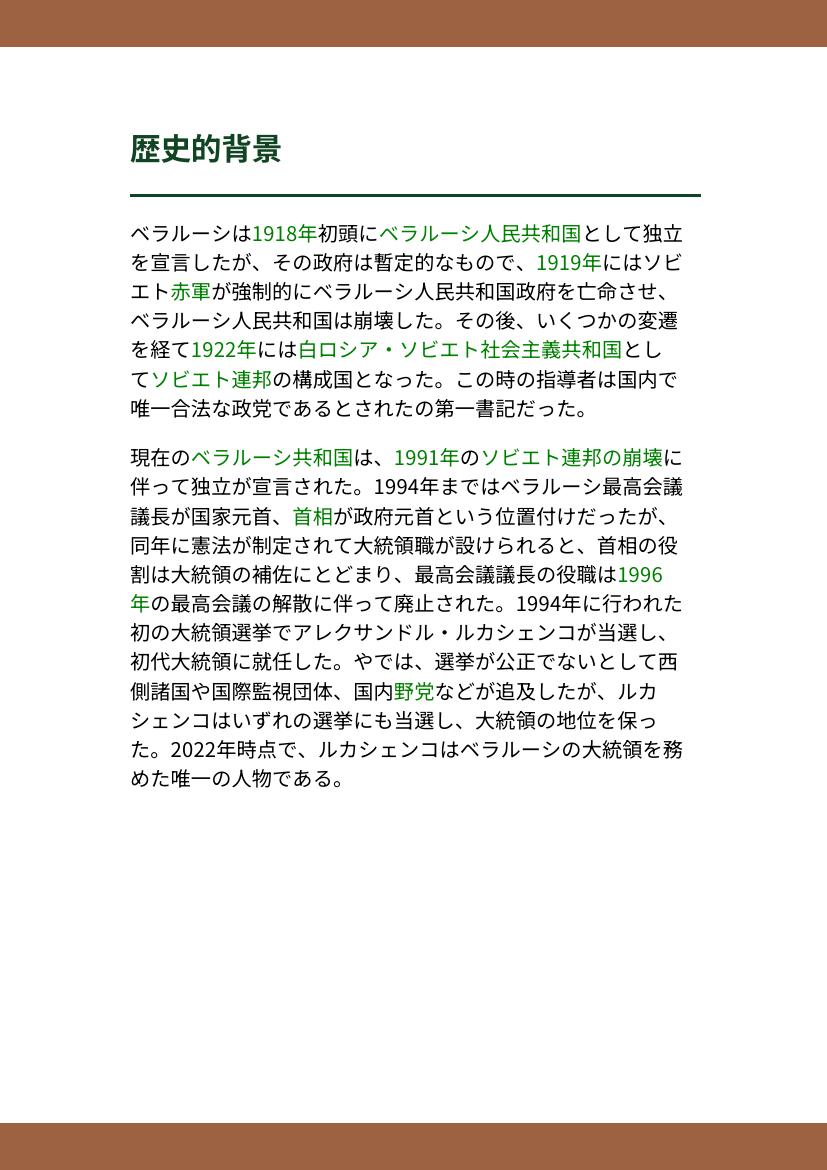 歴史的背景
ベラルーシは1918年初頭にベラルーシ人民共和国として独立
を宣言したが、その政府は暫定的なもので、1919年にはソビ
エト赤軍が強制的にベラルーシ人民共和国政府を亡命させ、
ベラルーシ人民共和国は崩壊した。その後、いくつかの変遷
を経て1922年には白ロシア・ソビエト社会主義共和国とし
てソビエト連邦の構成国となった。この時の指導者は国内で
唯一合法な政党であるとされたの第一書記だった。
現在のベラルーシ共和国は、1991年のソビエト連邦の崩壊に
伴って独立が宣言された。1994年まではベラルーシ最高会議
議長が国家元首、首相が政府元首という位置付けだったが、
同年に憲法が制定されて大統領職が設けられると、首相の役
割は大統領の補佐にとどまり、最高会議議長の役職は1996
年の最高会議の解散に伴って廃止された。1994年に行われた
初の大統領選挙でアレクサンドル・ルカシェンコが当選し、
初代大統領に就任した。やでは、選挙が公正でないとして西
側諸国や国際監視団体、国内野党などが追及したが、ルカ
シェンコはいずれの選挙にも当選し、大統領の地位を保っ
た。2022年時点で、ルカシェンコはベラルーシの大統領を務
めた唯一の人物である。